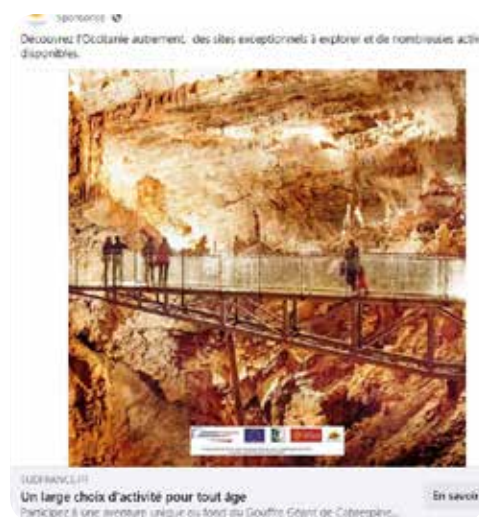 Sponsorisé
Découvrez l'Occitanie autrement, des sites exceptionnels à explorer et de nombreuses activ
disponibles.
SUDFRANCE.FR
Un large choix d'activité pour tout âge
En savoir
Participez à une aventure unique au fond du Gouffre Géant de Cabrespine...